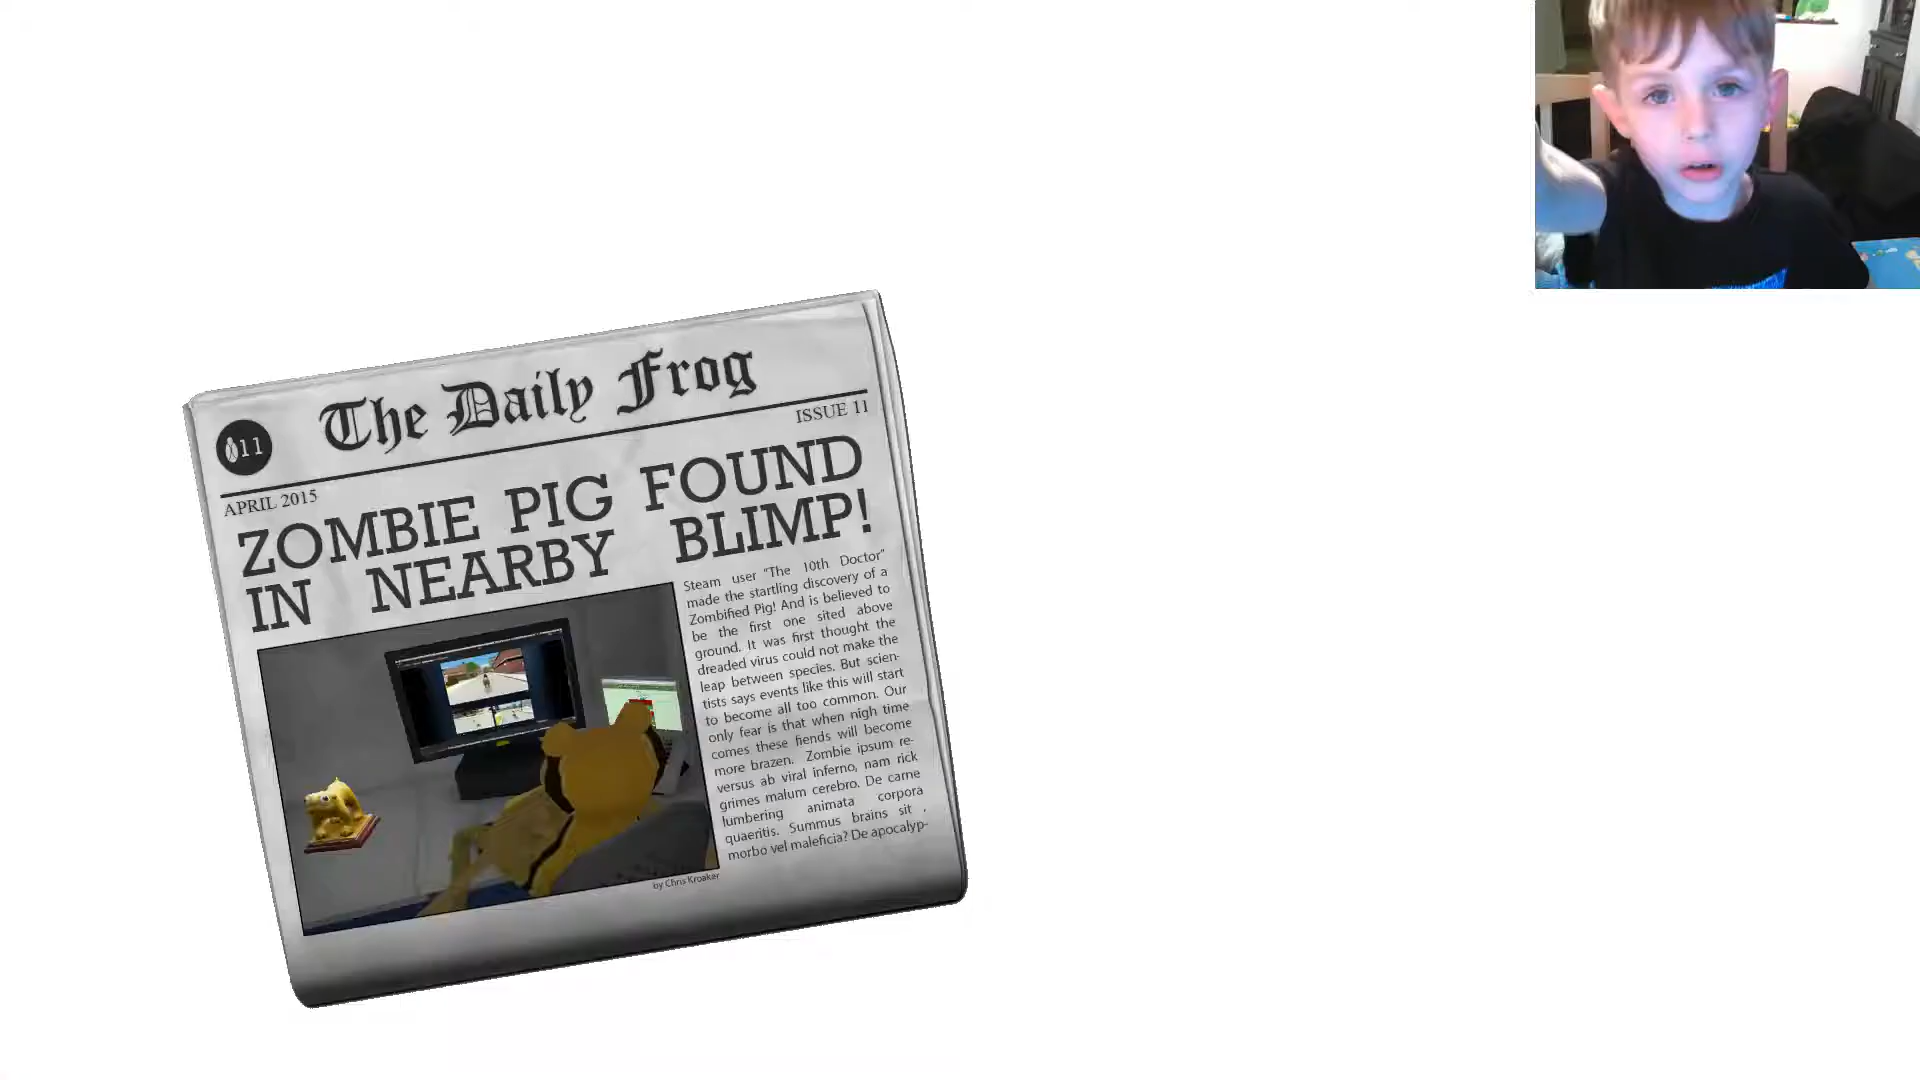 The Daily Frog
11
ISSUE 11
APRIL 2015
ZOMBIE PIG FOUND
IN NEARBY BLIMP!
Steam user "The 10th Doctor"
made the startling discovery of a
Zombified Pig! And is believed to
be the first one sited above
ground. It was first thought the
dreaded virus could not make the
leap between species. But scien-
tists says events like this will start
to become all too common. Our
only fear is that when nigh time
comes these fiends will become
more brazen. Zombie ipsum re-
versus ab viral inferno, nam rick
grimes malum cerebro. De carne
lumbering animata corpora
quaeritis. Summus brains sit ,
morbo vel maleficia? De apocalyp-
by Chris Kroaker